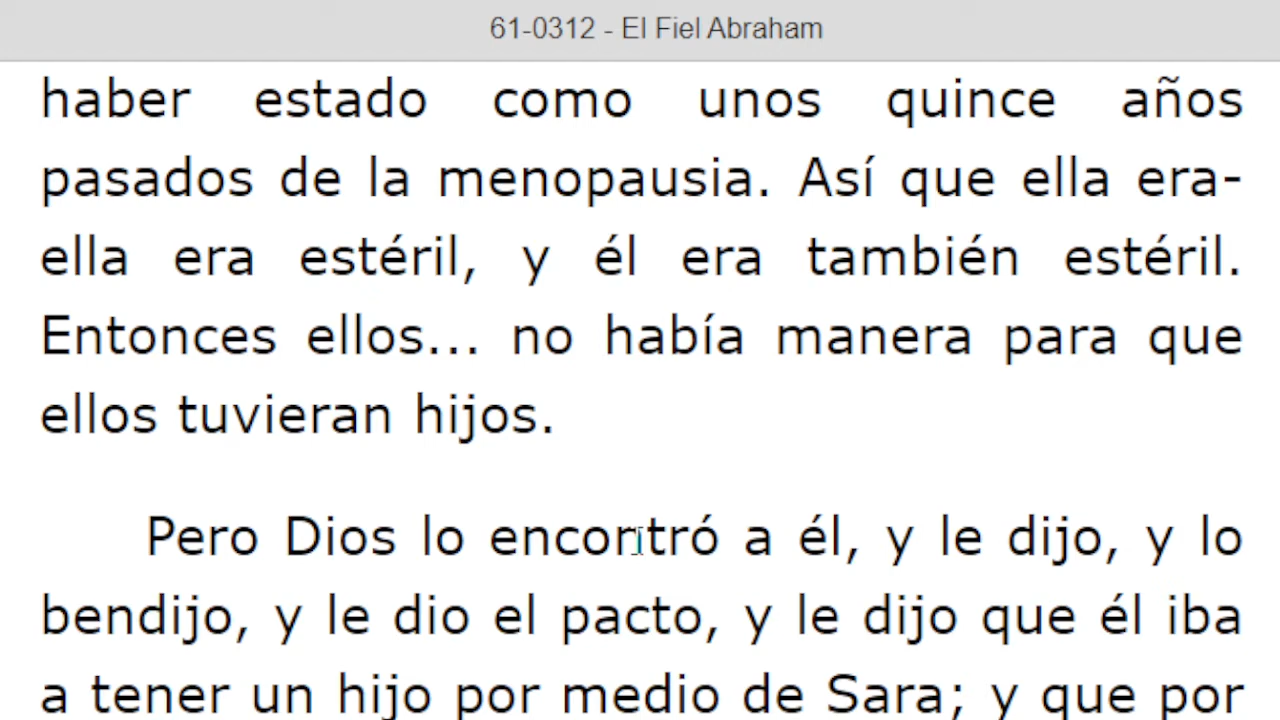 61-0312 - El Fiel Abraham
haber estado como unos quince años
pasados de la menopausia. Así que ella era-
ella era estéril, y él era también estéril.
Entonces ellos... no había manera para que
ellos tuvieran hijos.
Pero Dios lo encontró a él, y le dijo, y lo
bendijo, y le dio el pacto, y le dijo que él iba
a tener un hijo por medio de Sara; y que por